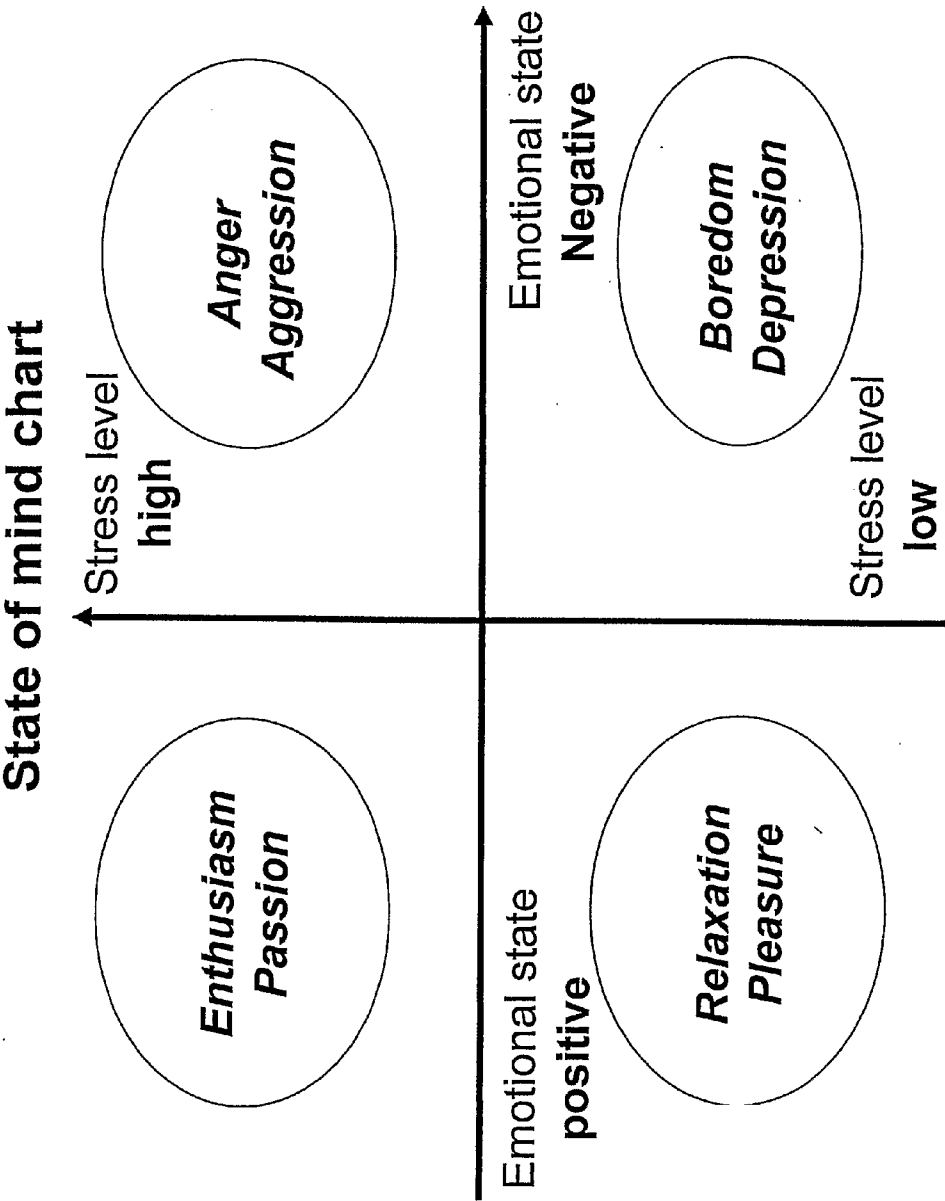 State of mind chart
Stress level
high
Enthusiasm
Passion
Anger
Aggression
Emotional state
positive
Emotional state
Negative
Relaxation
Pleasure
Boredom
Depression
Stress level
low